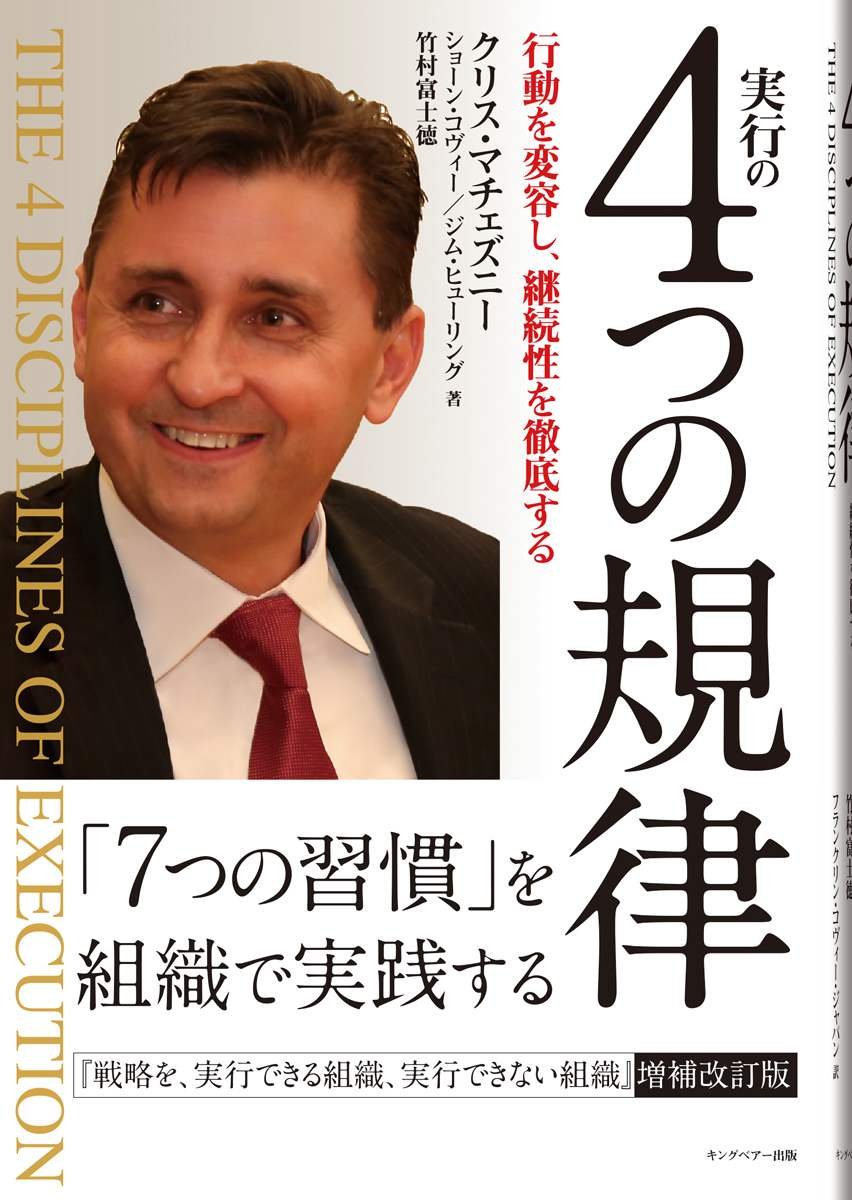 実行の
4つの規律
行動を変容し、継続性を徹底する
クリス・マチェズニー
ショーン・コヴィー／ジム・ヒューリング 著
竹村富士徳
THE 4 DISCIPLINES OF EXECUTION
「7つの習慣」を
組織で実践する
『戦略を、実行できる組織、実行できない組織』増補改訂版
キングベアー出版
THE 4 DISCIPLINES OF EXECUTION
4つの規律
竹村富士徳
フランクリン・コヴィー・ジャパン 訳